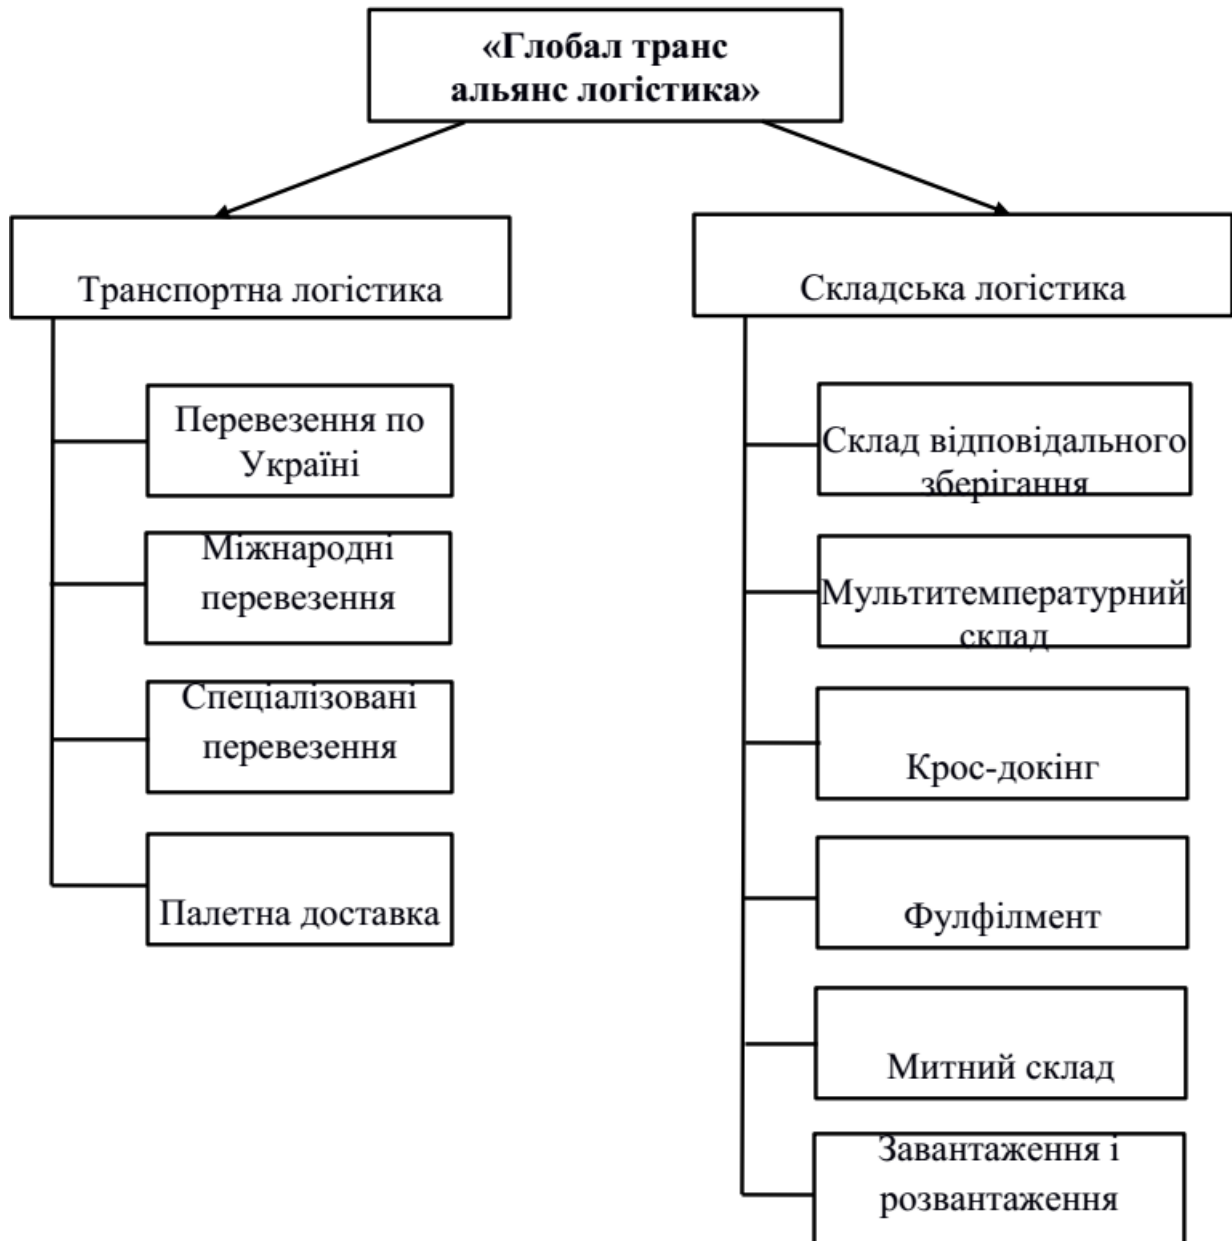 «Глобал транс
альянс логістика»
Транспортна логістика
Перевезення по
Україні
Міжнародні
перевезення
Спеціалізовані
перевезення
Палетна доставка
Складська логістика
Склад відповідального
зберігання
Мультитемпературний
склад
Крос-докінг
Фулфілмент
Митний склад
Завантаження і
розвантаження